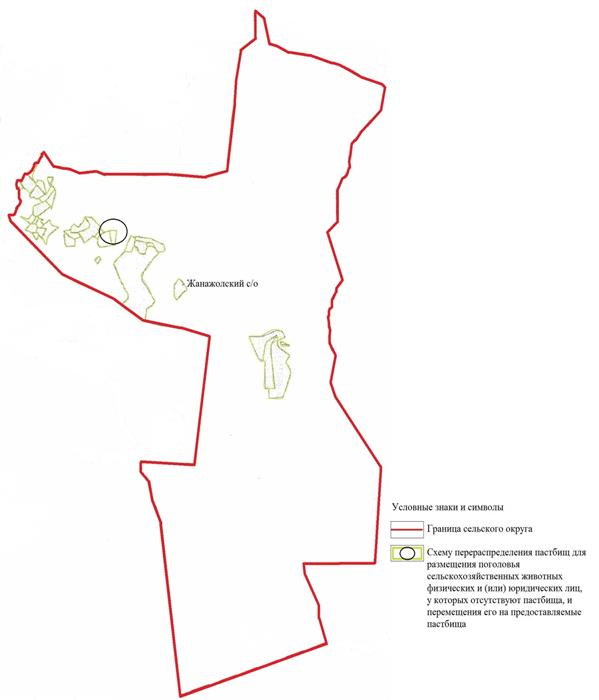 Жанажолский с/о
Условные знаки и символы
Граница сельского округа
Схему перераспределения пастбищ для
размещения поголовья
сельскохозяйственных животных
физических и (или) юридических лиц,
у которых отсутствуют пастбища, и
перемещения его на предоставляемые
пастбища